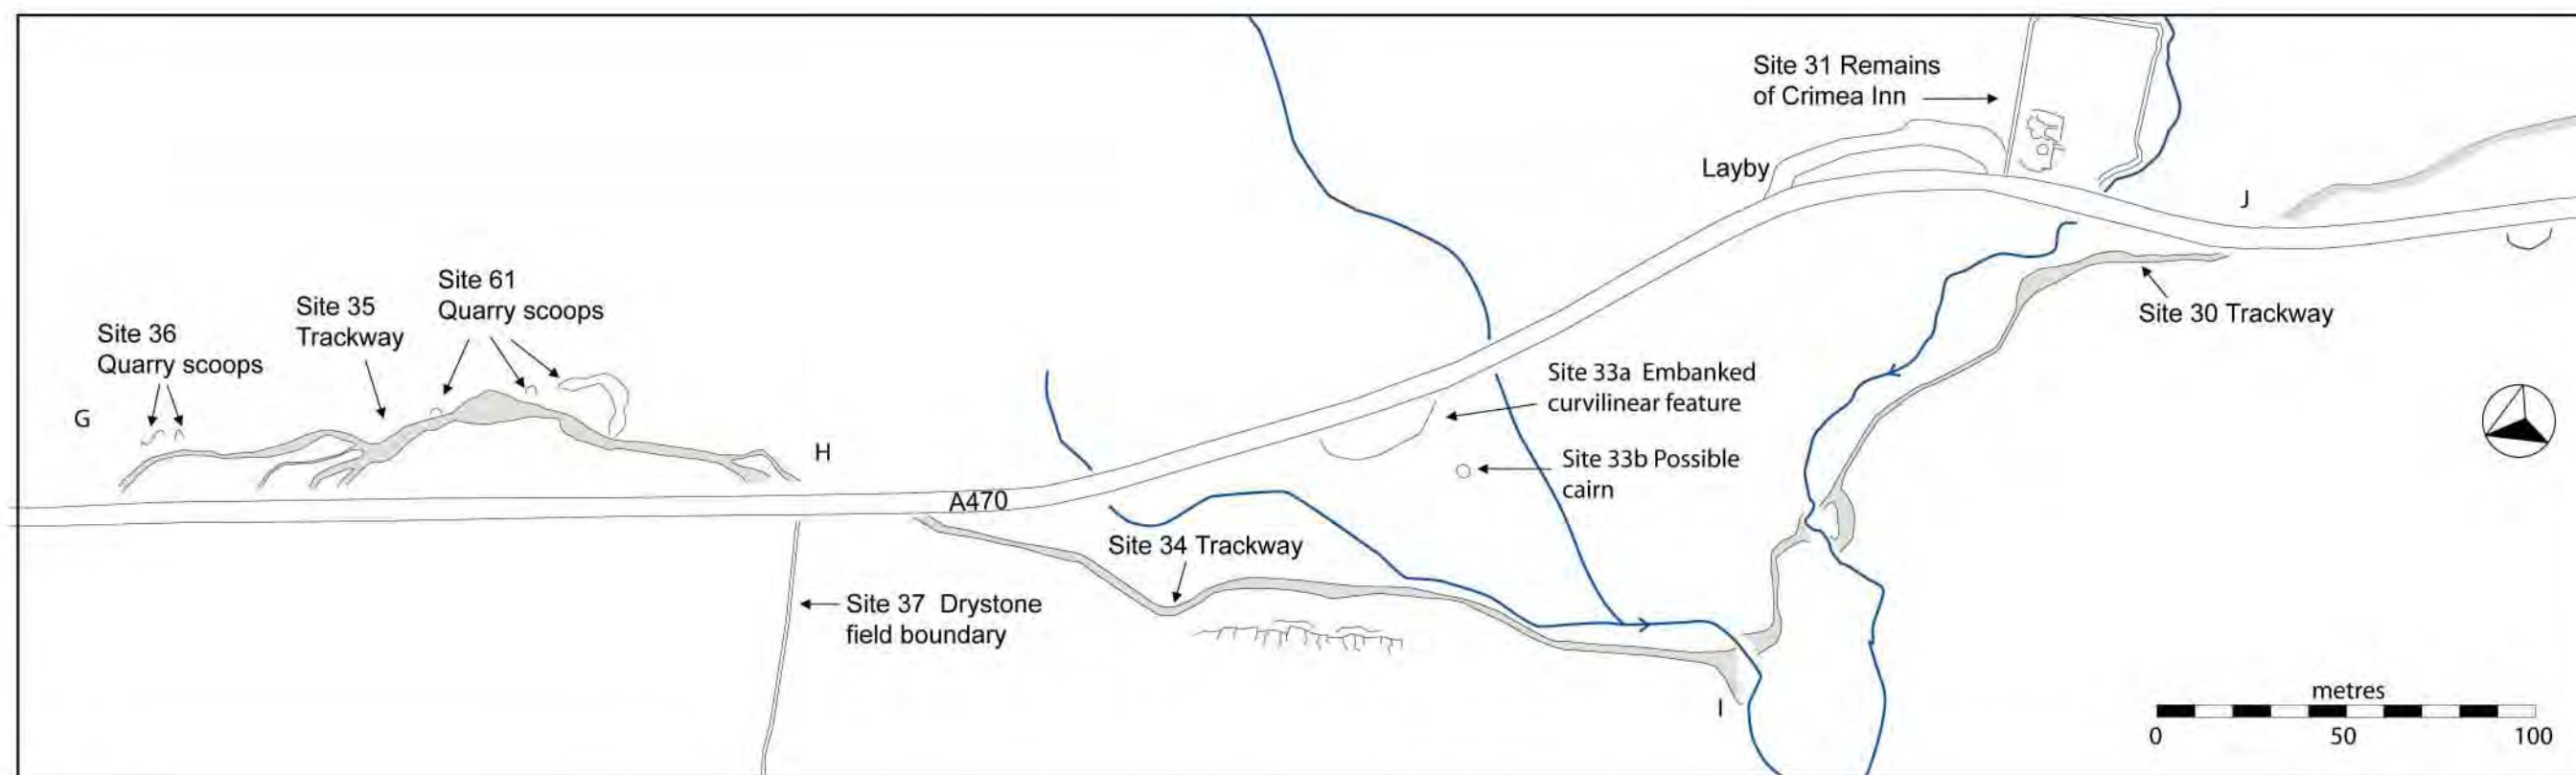 Site 31 Remains
of Crimea Inn
Layby
J
Site 61
Quarry scoops
Site 35
Trackway
Site 36
Quarry scoops
G
H
Site 30 Trackway
Site 33a Embanked
curvilinear feature
Site 33b Possible
cairn
A470
Site 34 Trackway
Site 37 Drystone
field boundary
I
metres
0 50 100